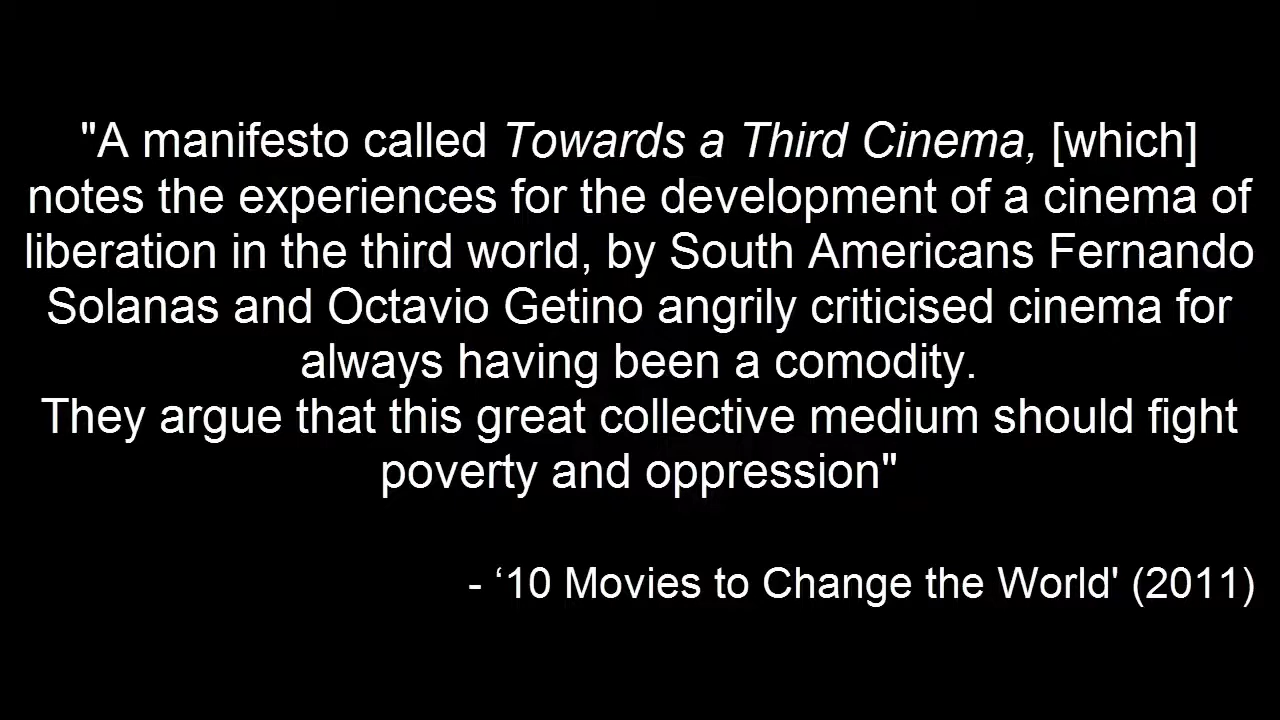 "A manifesto called Towards a Third Cinema, [which]
notes the experiences for the development of a cinema of
liberation in the third world, by South Americans Fernando
Solanas and Octavio Getino angrily criticised cinema for
always having been a comodity.
They argue that this great collective medium should fight
poverty and oppression"
- ‘10 Movies to Change the World' (2011)